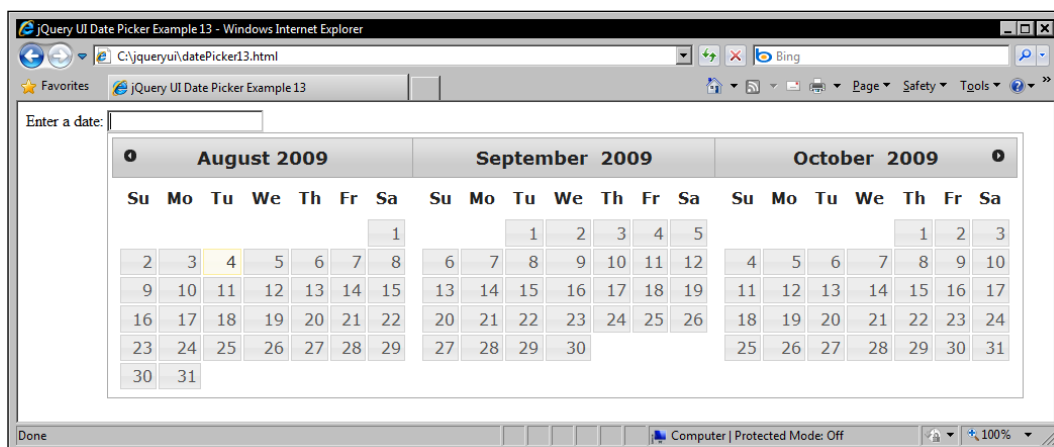 jQuery UI Date Picker Example 13 - Windows Internet Explorer
C:\jqueryui\datePicker13.html
Bing
Favorites
jQuery UI Date Picker Example 13
Page Safety Tools »
Enter a date:
August 2009 September 2009 October 2009
Su Mo Tu We Th Fr Sa Su Mo Tu We Th Fr Sa Su Mo Tu We Th Fr Sa
1 1 2 3 4 5 1 2 3
2 3 4 5 6 7 8 6 7 8 9 10 11 12 4 5 6 7 8 9 10
9 10 11 12 13 14 15 13 14 15 16 17 18 19 11 12 13 14 15 16 17
16 17 18 19 20 21 22 20 21 22 23 24 25 26 18 19 20 21 22 23 24
23 24 25 26 27 28 29 27 28 29 30 25 26 27 28 29 30 31
30 31
Done Computer | Protected Mode: Off 100%